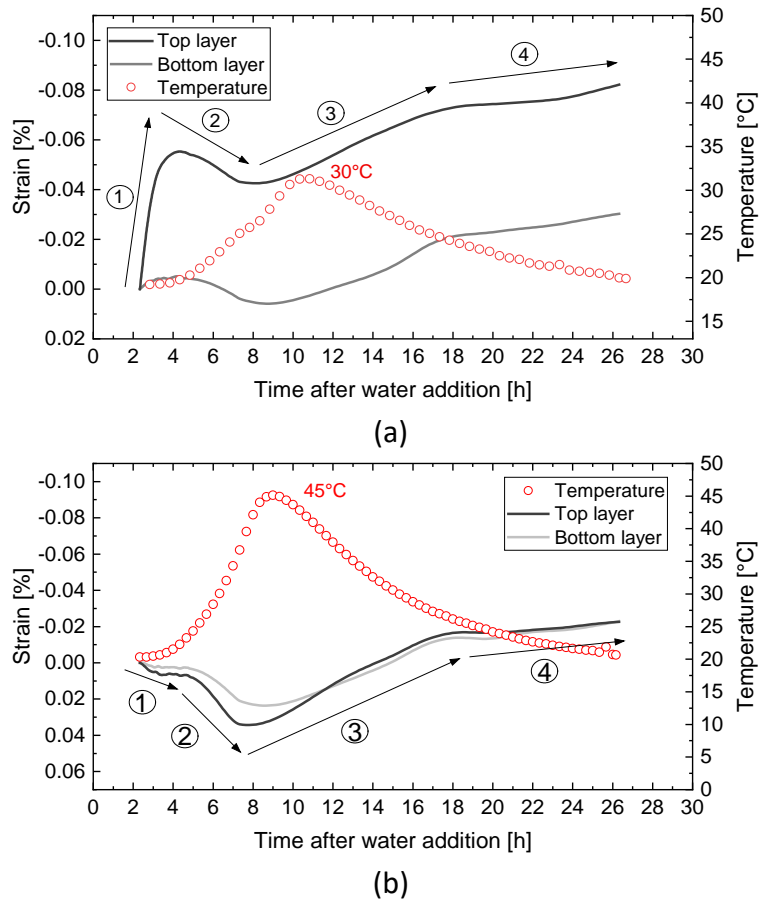 -0.10
-0.08
-0.06
-0.04
-0.02
0.00
0.02
Strain [%]
Top layer
Bottom layer
Temperature
1
2
3
4
30°C
50
45
40
35
30
25
20
15
Temperature [°C]
0 2 4 6 8 10 12 14 16 18 20 22 24 26 28 30
Time after water addition [h]
(a)
-0.10
-0.08
-0.06
-0.04
-0.02
0.00
0.02
0.04
0.06
Strain [%]
45°C
Temperature
Top layer
Bottom layer
1
2
3
4
50
45
40
35
30
25
20
15
10
5
0
Temperature [°C]
0 2 4 6 8 10 12 14 16 18 20 22 24 26 28 30
Time after water addition [h]
(b)